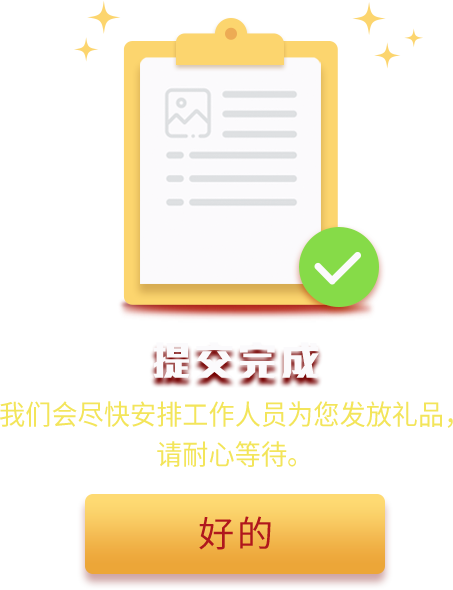 提交完成
我们会尽快安排工作人员为您发放礼品，
请耐心等待。
好的